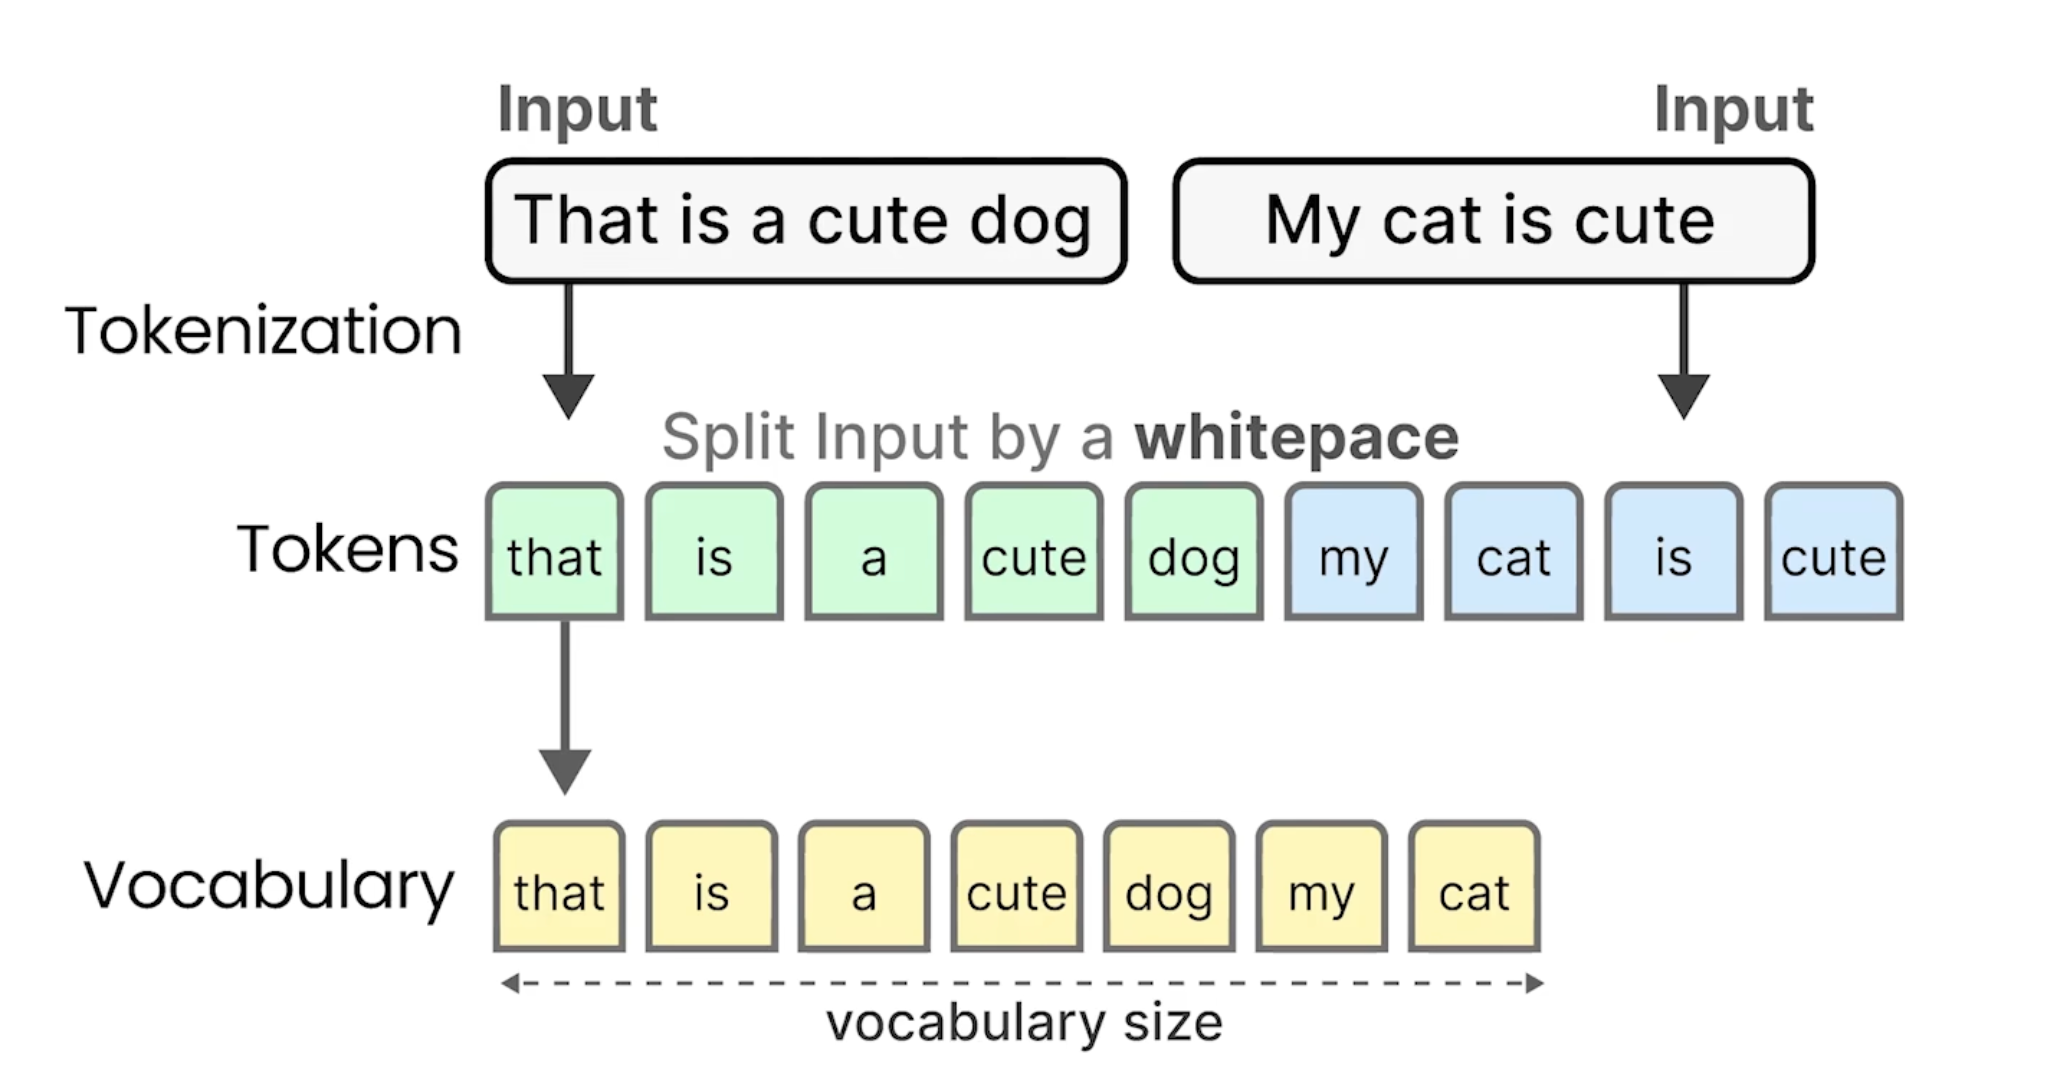 Input
Input
That is a cute dog
My cat is cute
Tokenization
Split Input by a whitepace
Tokens
that is a cute dog my cat is cute
Vocabulary
that is a cute dog my cat
vocabulary size